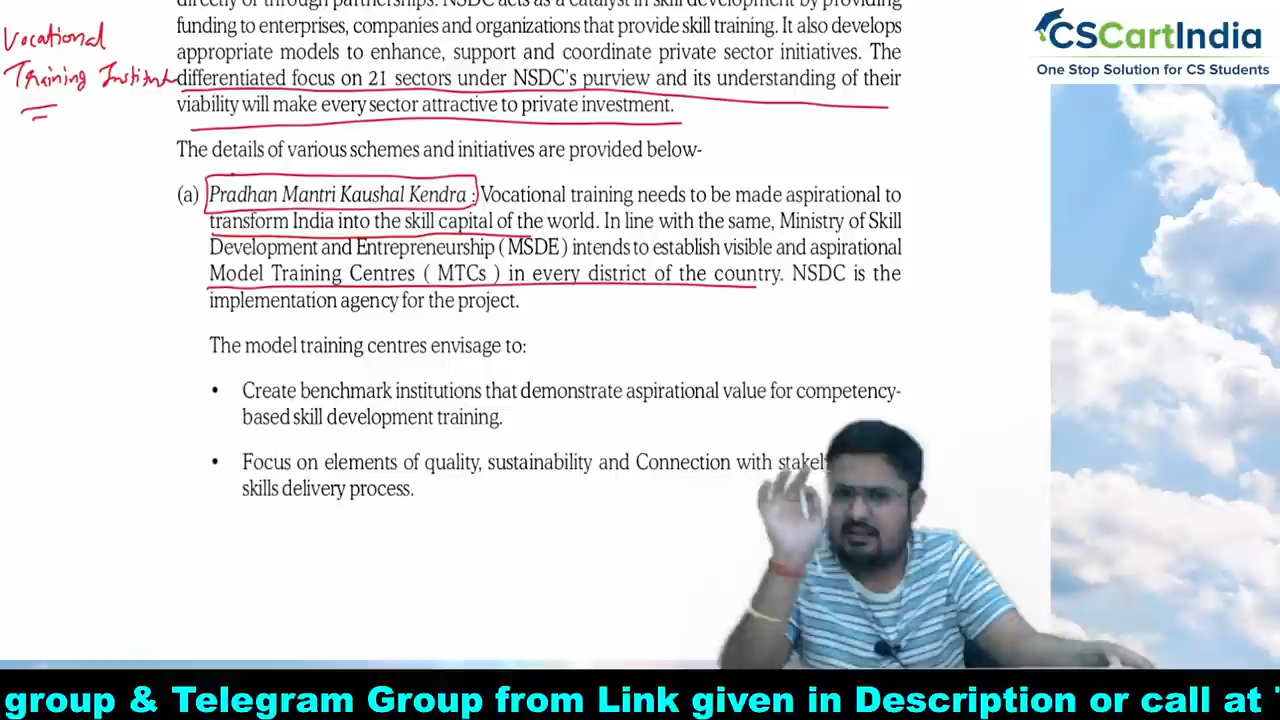 directly or through partnerships. NSDC acts as a catalyst in skill development by providing
funding to enterprises, companies and organizations that provide skill training. It also develops
appropriate models to enhance, support and coordinate private sector initiatives. The
differentiated focus on 21 sectors under NSDC's purview and its understanding of their
viability will make every sector attractive to private investment.
Vocational
Training
The details of various schemes and initiatives are provided below-
(a) Pradhan Mantri Kaushal Kendra : Vocational training needs to be made aspirational to
transform India into the skill capital of the world. In line with the same, Ministry of Skill
Development and Entrepreneurship (MSDE) intends to establish visible and aspirational
Model Training Centres ( MTCs ) in every district of the country. NSDC is the
implementation agency for the project.
The model training centres envisage to:
• Create benchmark institutions that demonstrate aspirational value for competency-
based skill development training.
• Focus on elements of quality, sustainability and Connection with
skills delivery process.
CSCartIndia
One Stop Solution for CS Students
group & Telegram Group from Link given in Description or call at